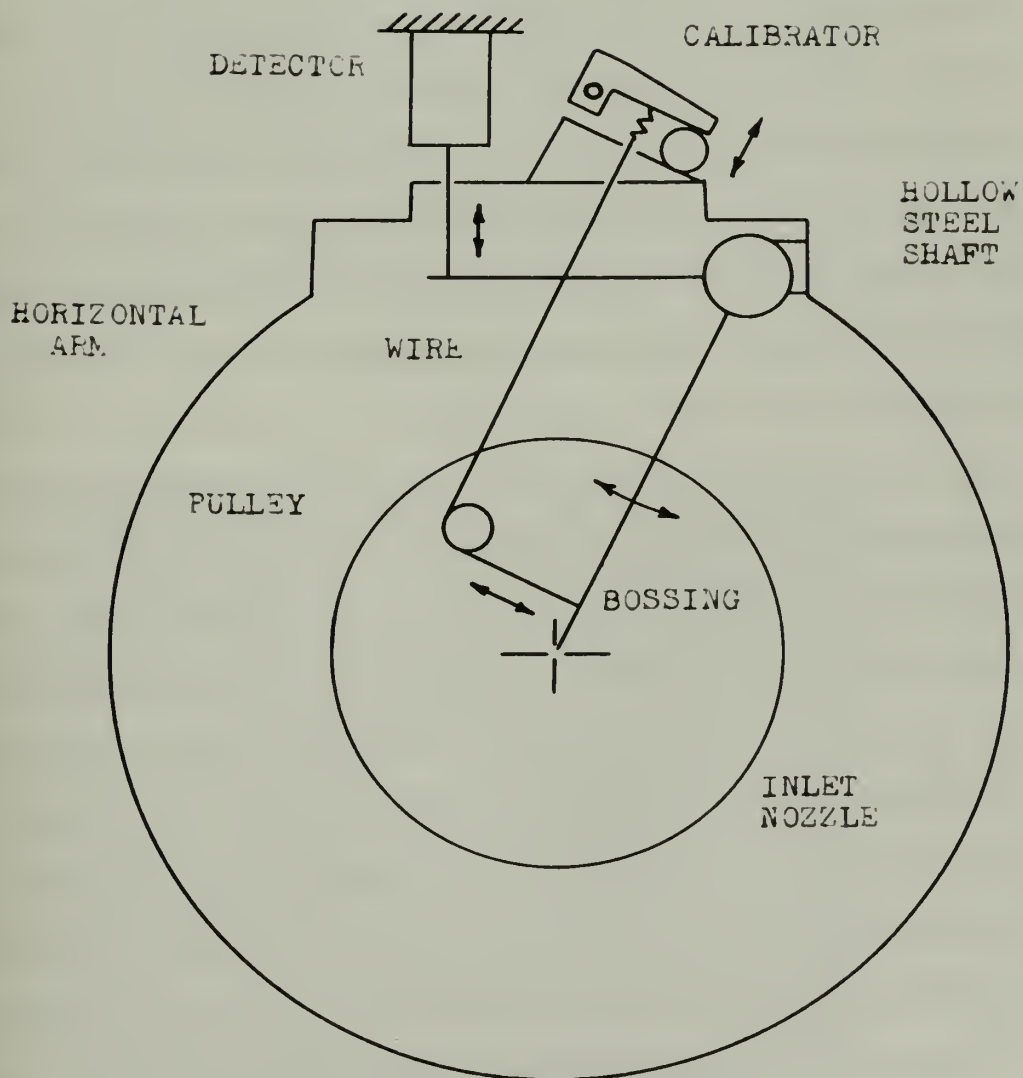 CALIBRATOR
DETECTOR
HOLLOW
STEEL
SHAFT
HORIZONTAL
ARM
WIRE
PULLEY
BOSSING
INLET
NOZZLE